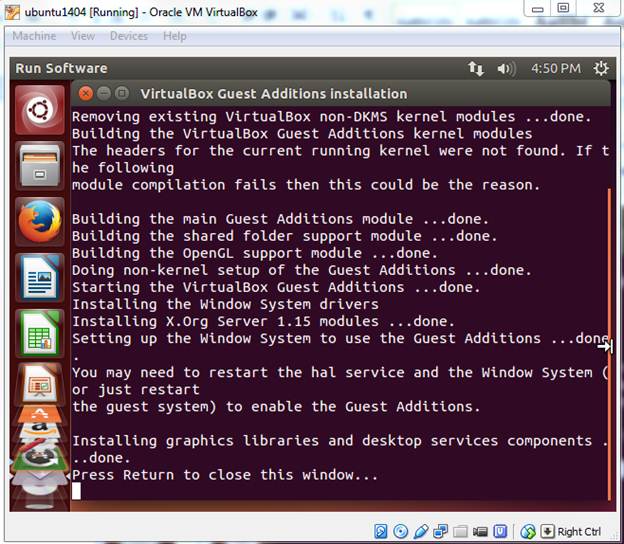 ubuntu1404 [Running] - Oracle VM VirtualBox
Machine View Devices Help
Run Software 4:50 PM
VirtualBox Guest Additions installation
Removing existing VirtualBox non-DKMS kernel modules ...done.
Building the VirtualBox Guest Additions kernel modules
The headers for the current running kernel were not found. If t
he following
module compilation fails then this could be the reason.
Building the main Guest Additions module ...done.
Building the shared folder support module ...done.
Building the OpenGL support module ...done.
Doing non-kernel setup of the Guest Additions ...done.
Starting the VirtualBox Guest Additions ...done.
Installing the Window System drivers
Installing X.Org Server 1.15 modules ...done.
Setting up the Window System to use the Guest Additions ...done
.
You may need to restart the hal service and the Window System (
or just restart
the guest system) to enable the Guest Additions.
Installing graphics libraries and desktop services components .
..done.
Press Return to close this window...
Right Ctrl